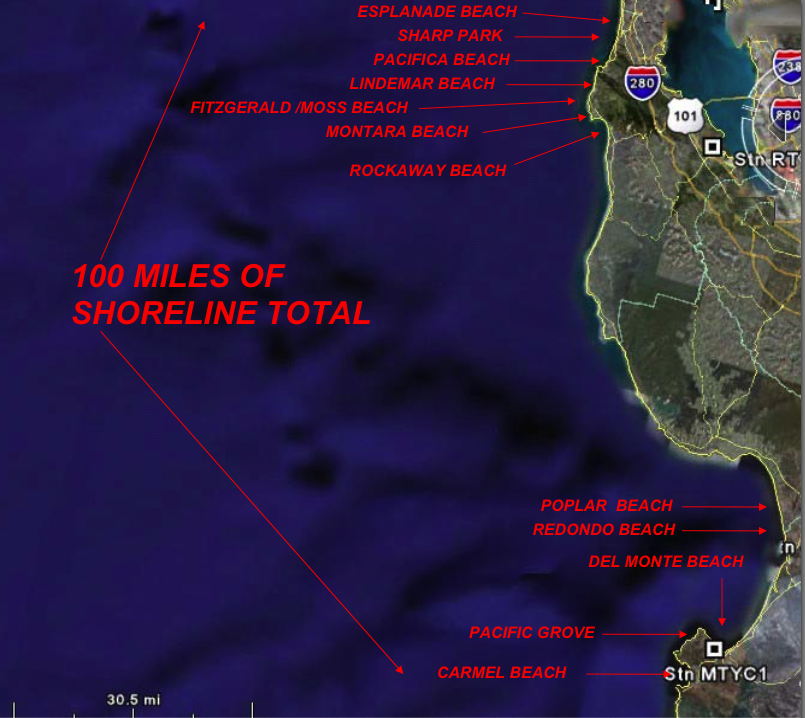 ESPLANADE BEACH
SHARP PARK
PACIFICA BEACH
238
LINDEMAR BEACH
280
FITZGERALD /MOSS BEACH
101
880
MONTARA BEACH
Stn RT
ROCKAWAY BEACH
100 MILES OF
SHORELINE TOTAL
POPLAR BEACH
REDONDO BEACH
DEL MONTE BEACH
PACIFIC GROVE
CARMEL BEACH
Stn MTYC1
30.5 mi